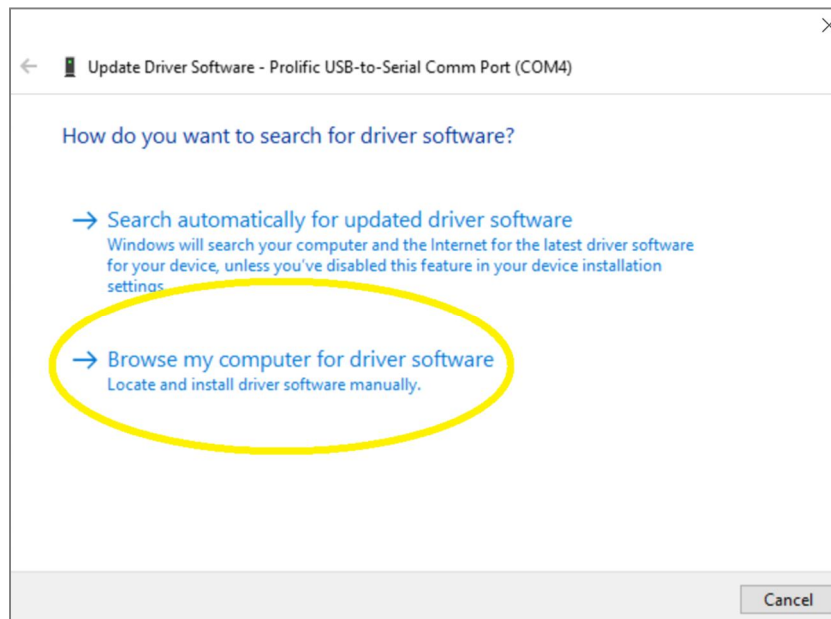 Update Driver Software - Prolific USB-to-Serial Comm Port (COM4)
How do you want to search for driver software?
Search automatically for updated driver software
Windows will search your computer and the Internet for the latest driver software
for your device, unless you've disabled this feature in your device installation
settings.
Browse my computer for driver software
Locate and install driver software manually.
Cancel